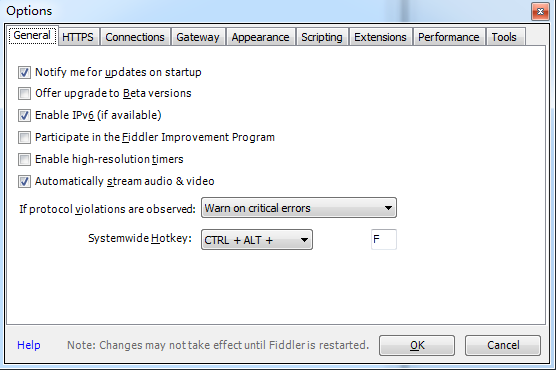 Options
General HTTPS Connections Gateway Appearance Scripting Extensions Performance Tools
Notify me for updates on startup
Offer upgrade to Beta versions
Enable IPv6 (if available)
Participate in the Fiddler Improvement Program
Enable high-resolution timers
Automatically stream audio & video
If protocol violations are observed: Warn on critical errors
Systemwide Hotkey: CTRL + ALT + F
Help Note: Changes may not take effect until Fiddler is restarted. OK Cancel